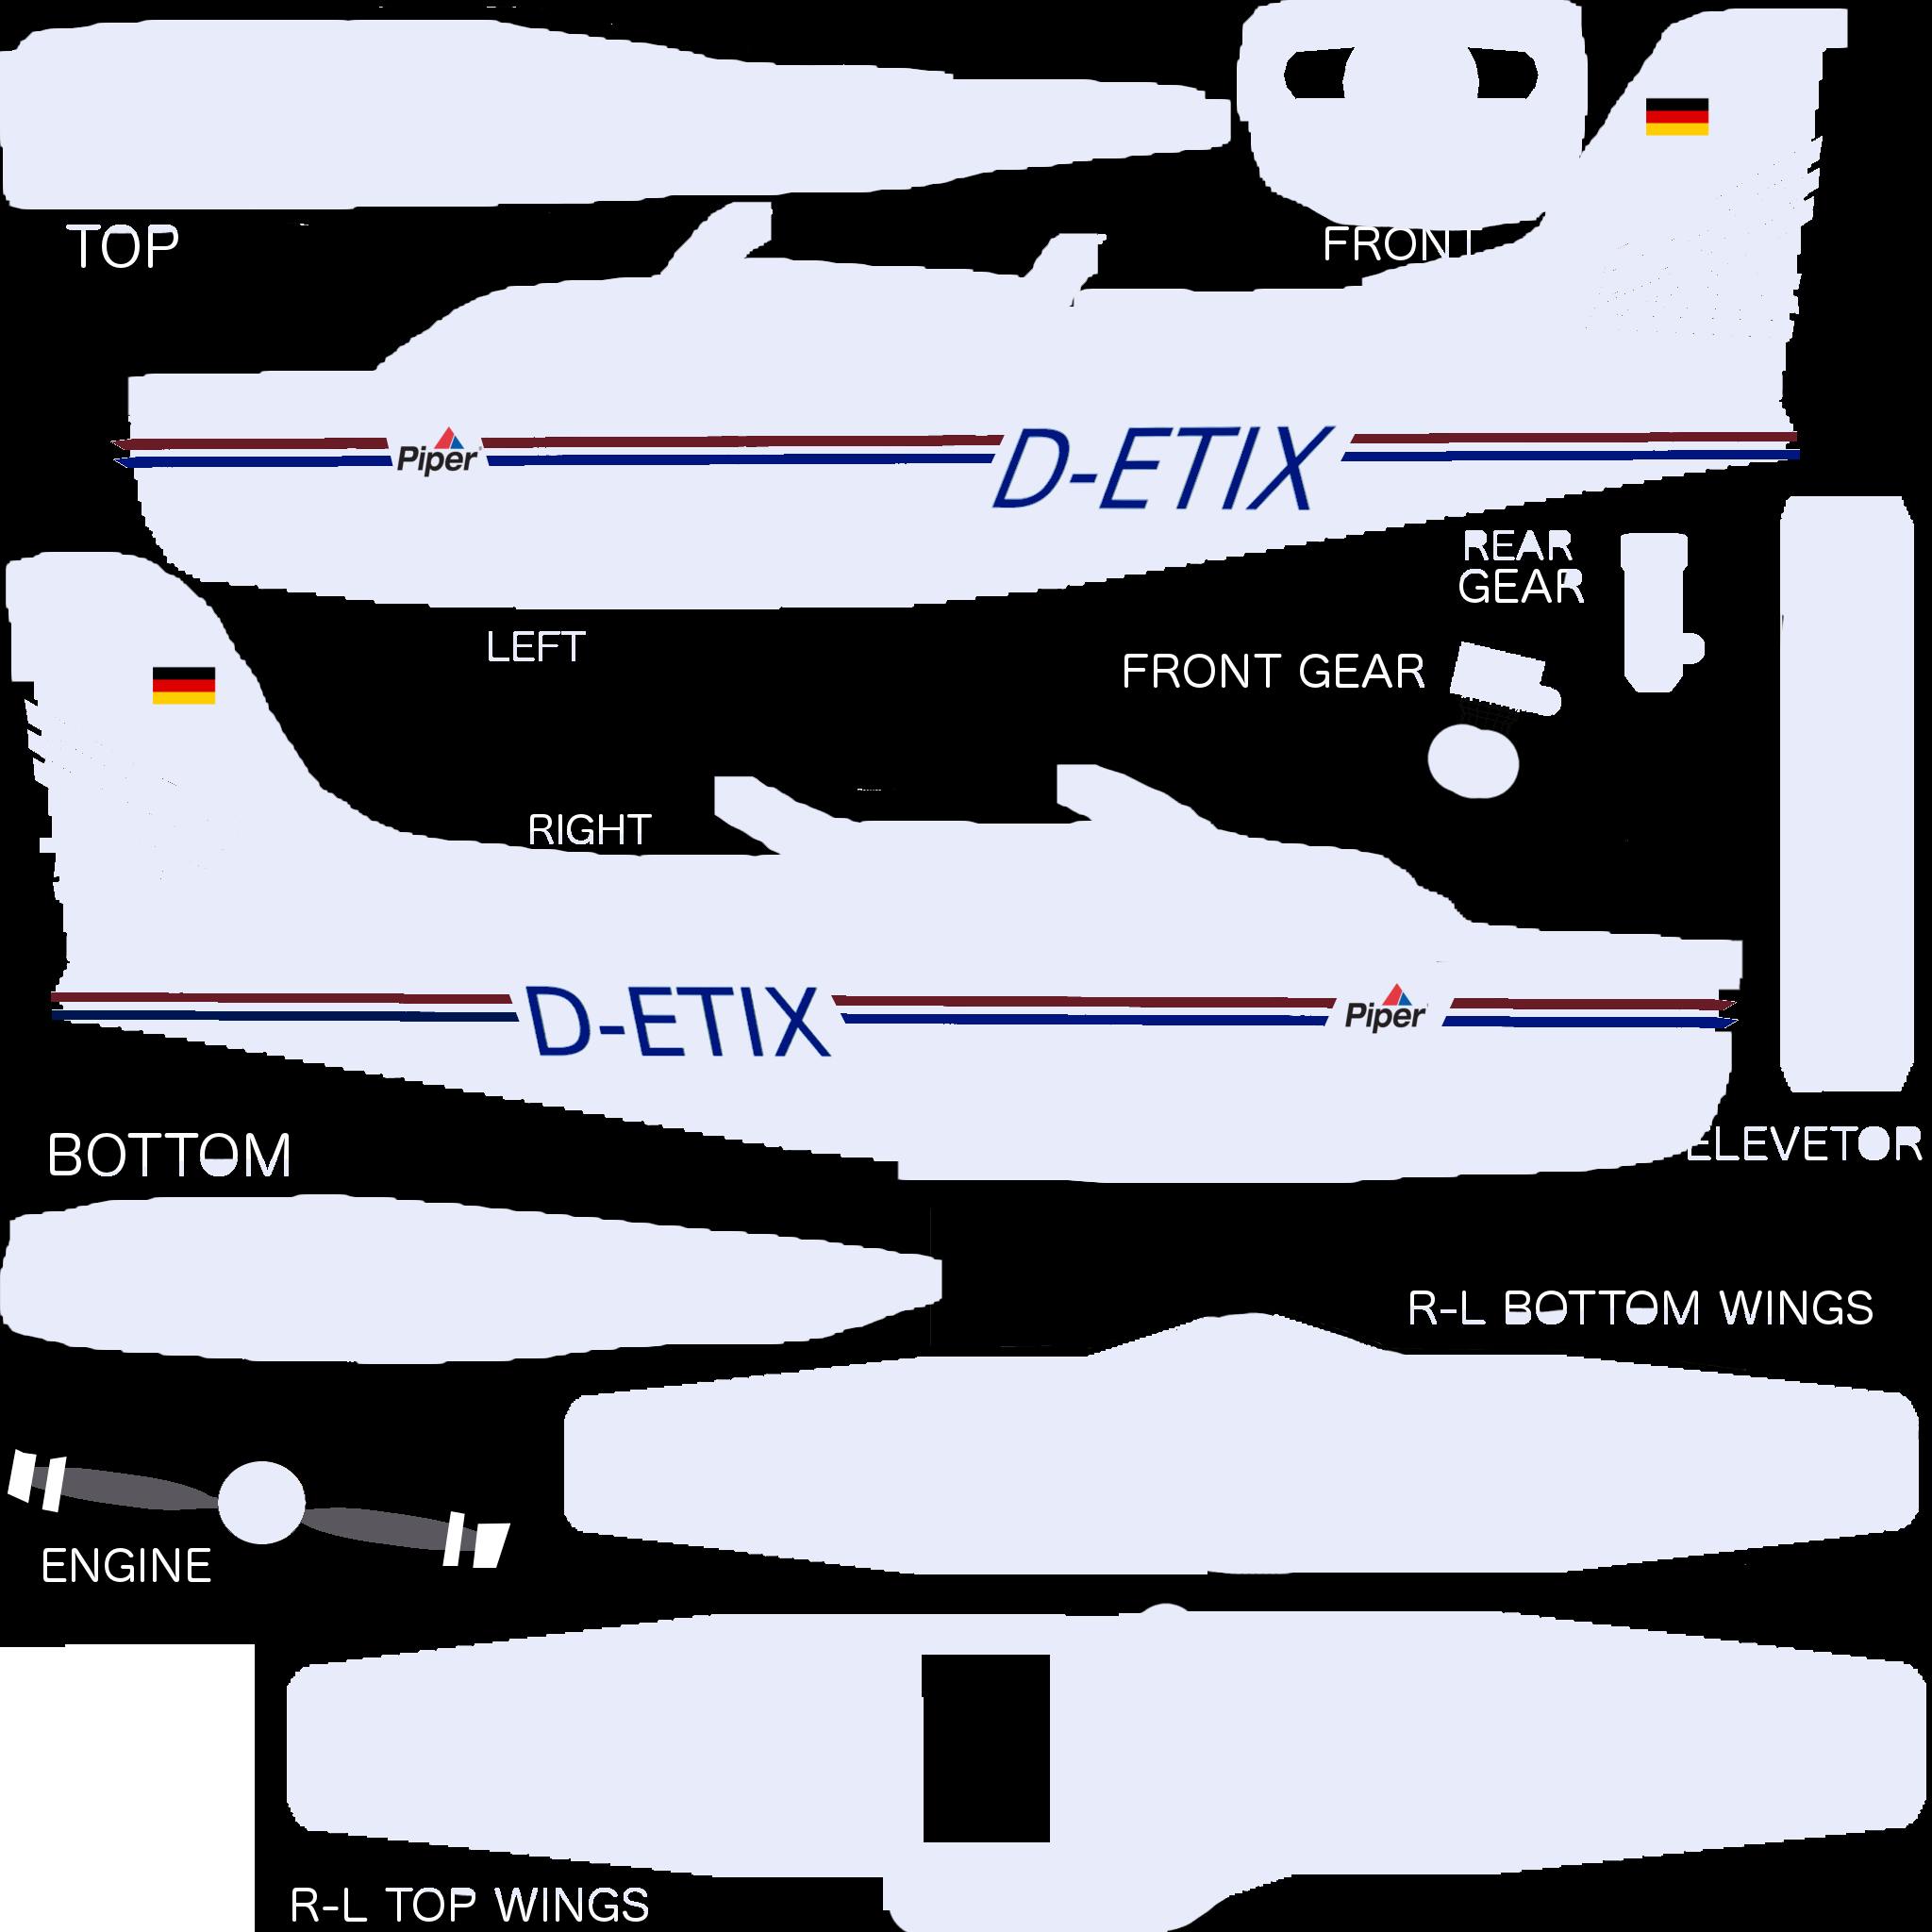 TOP
FRONT
Piper
D-ETIX
REAR
GEAR
LEFT
FRONT GEAR
RIGHT
D-ETIX
Piper
BOTTOM
ELEVETOR
R-L BOTTOM WINGS
ENGINE
R-L TOP WINGS